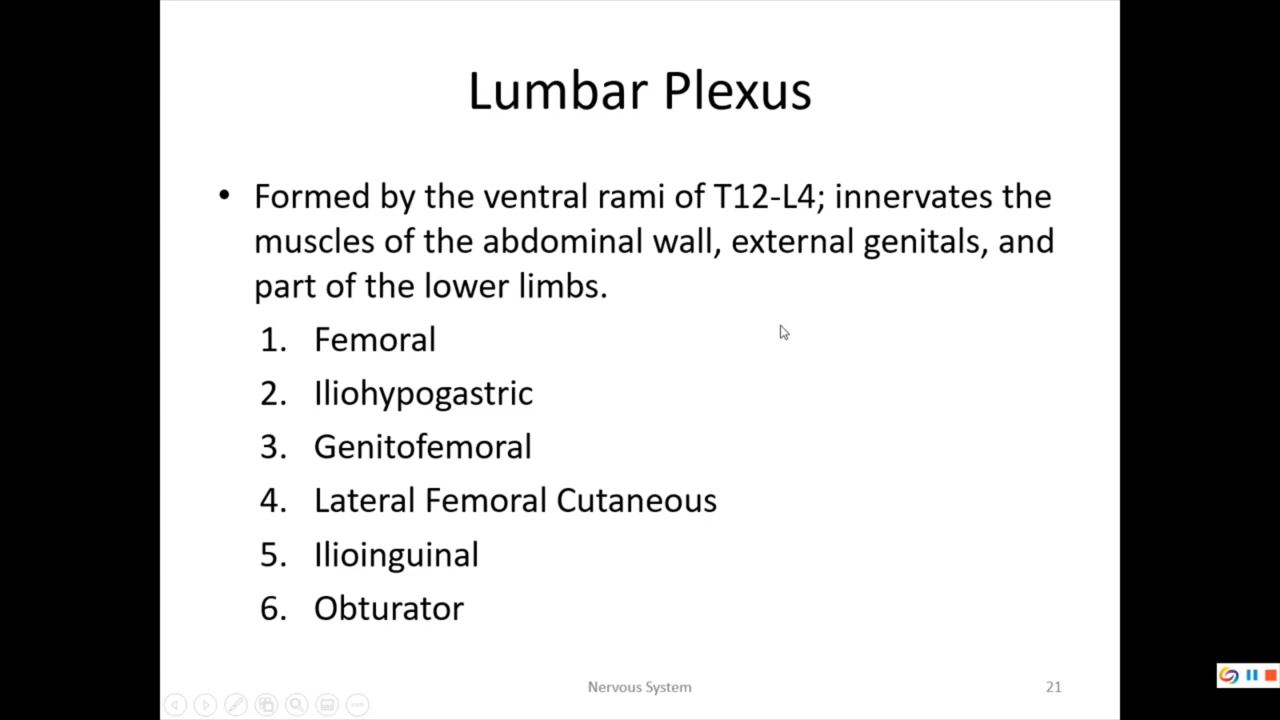 Lumbar Plexus
• Formed by the ventral rami of T12-L4; innervates the
muscles of the abdominal wall, external genitals, and
part of the lower limbs.
1. Femoral
2. Iliohypogastric
3. Genitofemoral
4. Lateral Femoral Cutaneous
5. Ilioinguinal
6. Obturator
Nervous System
21